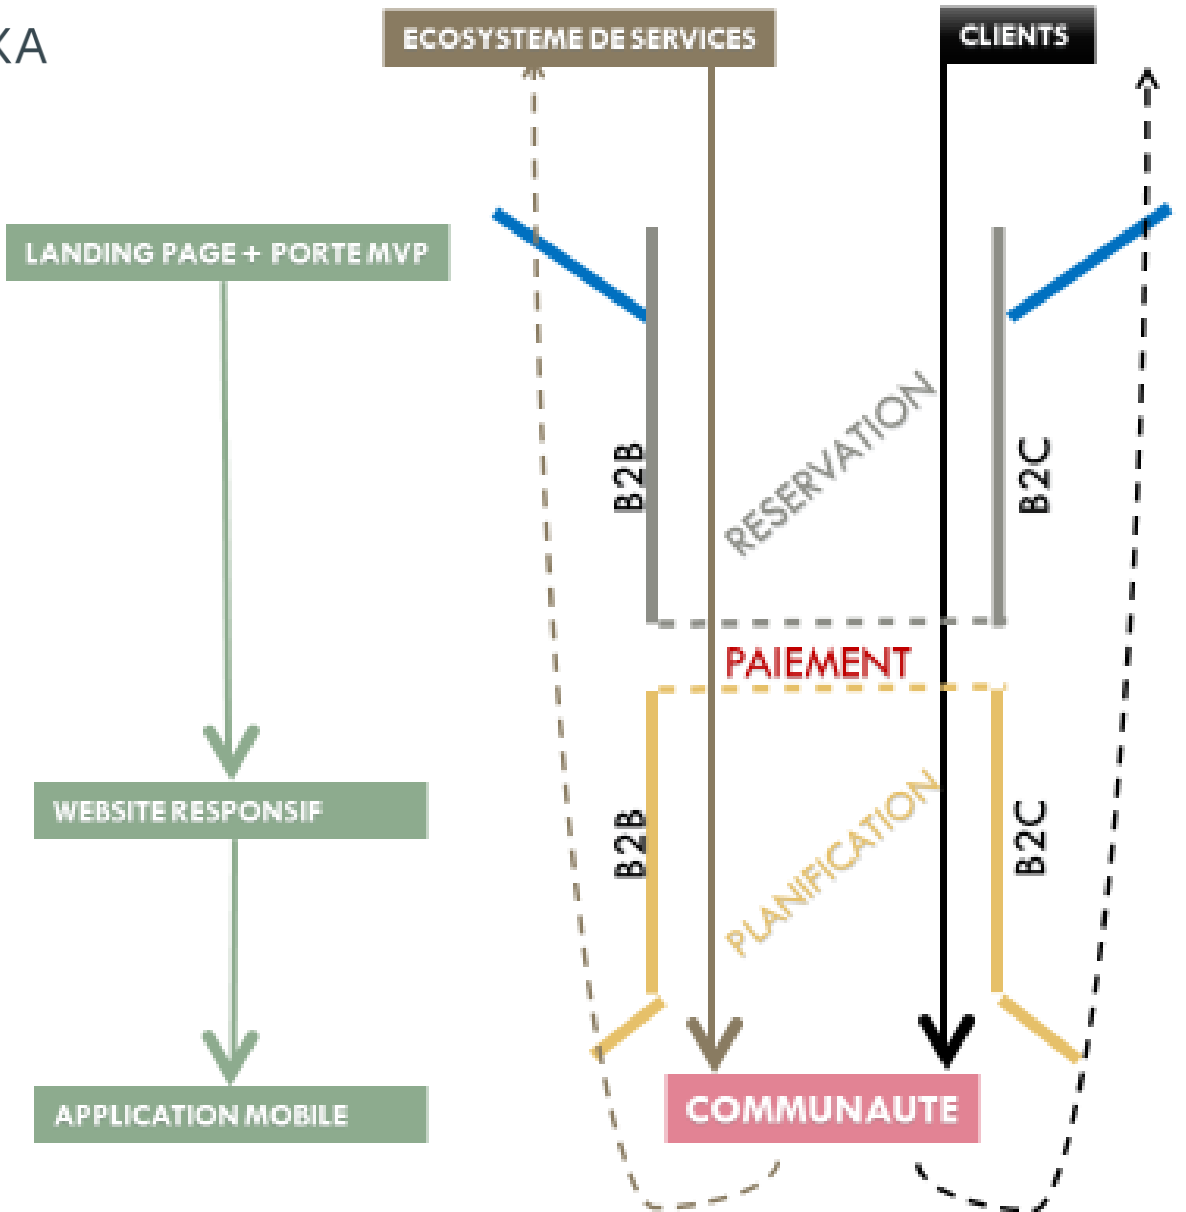 XA
ECOSYSTEME DE SERVICES
CLIENTS
LANDING PAGE + PORTE MVP
RESERVATION
B2B
B2C
PAIEMENT
WEBSITE RESPONSIF
PLANIFICATION
B2B
B2C
COMMUNAUTE
APPLICATION MOBILE